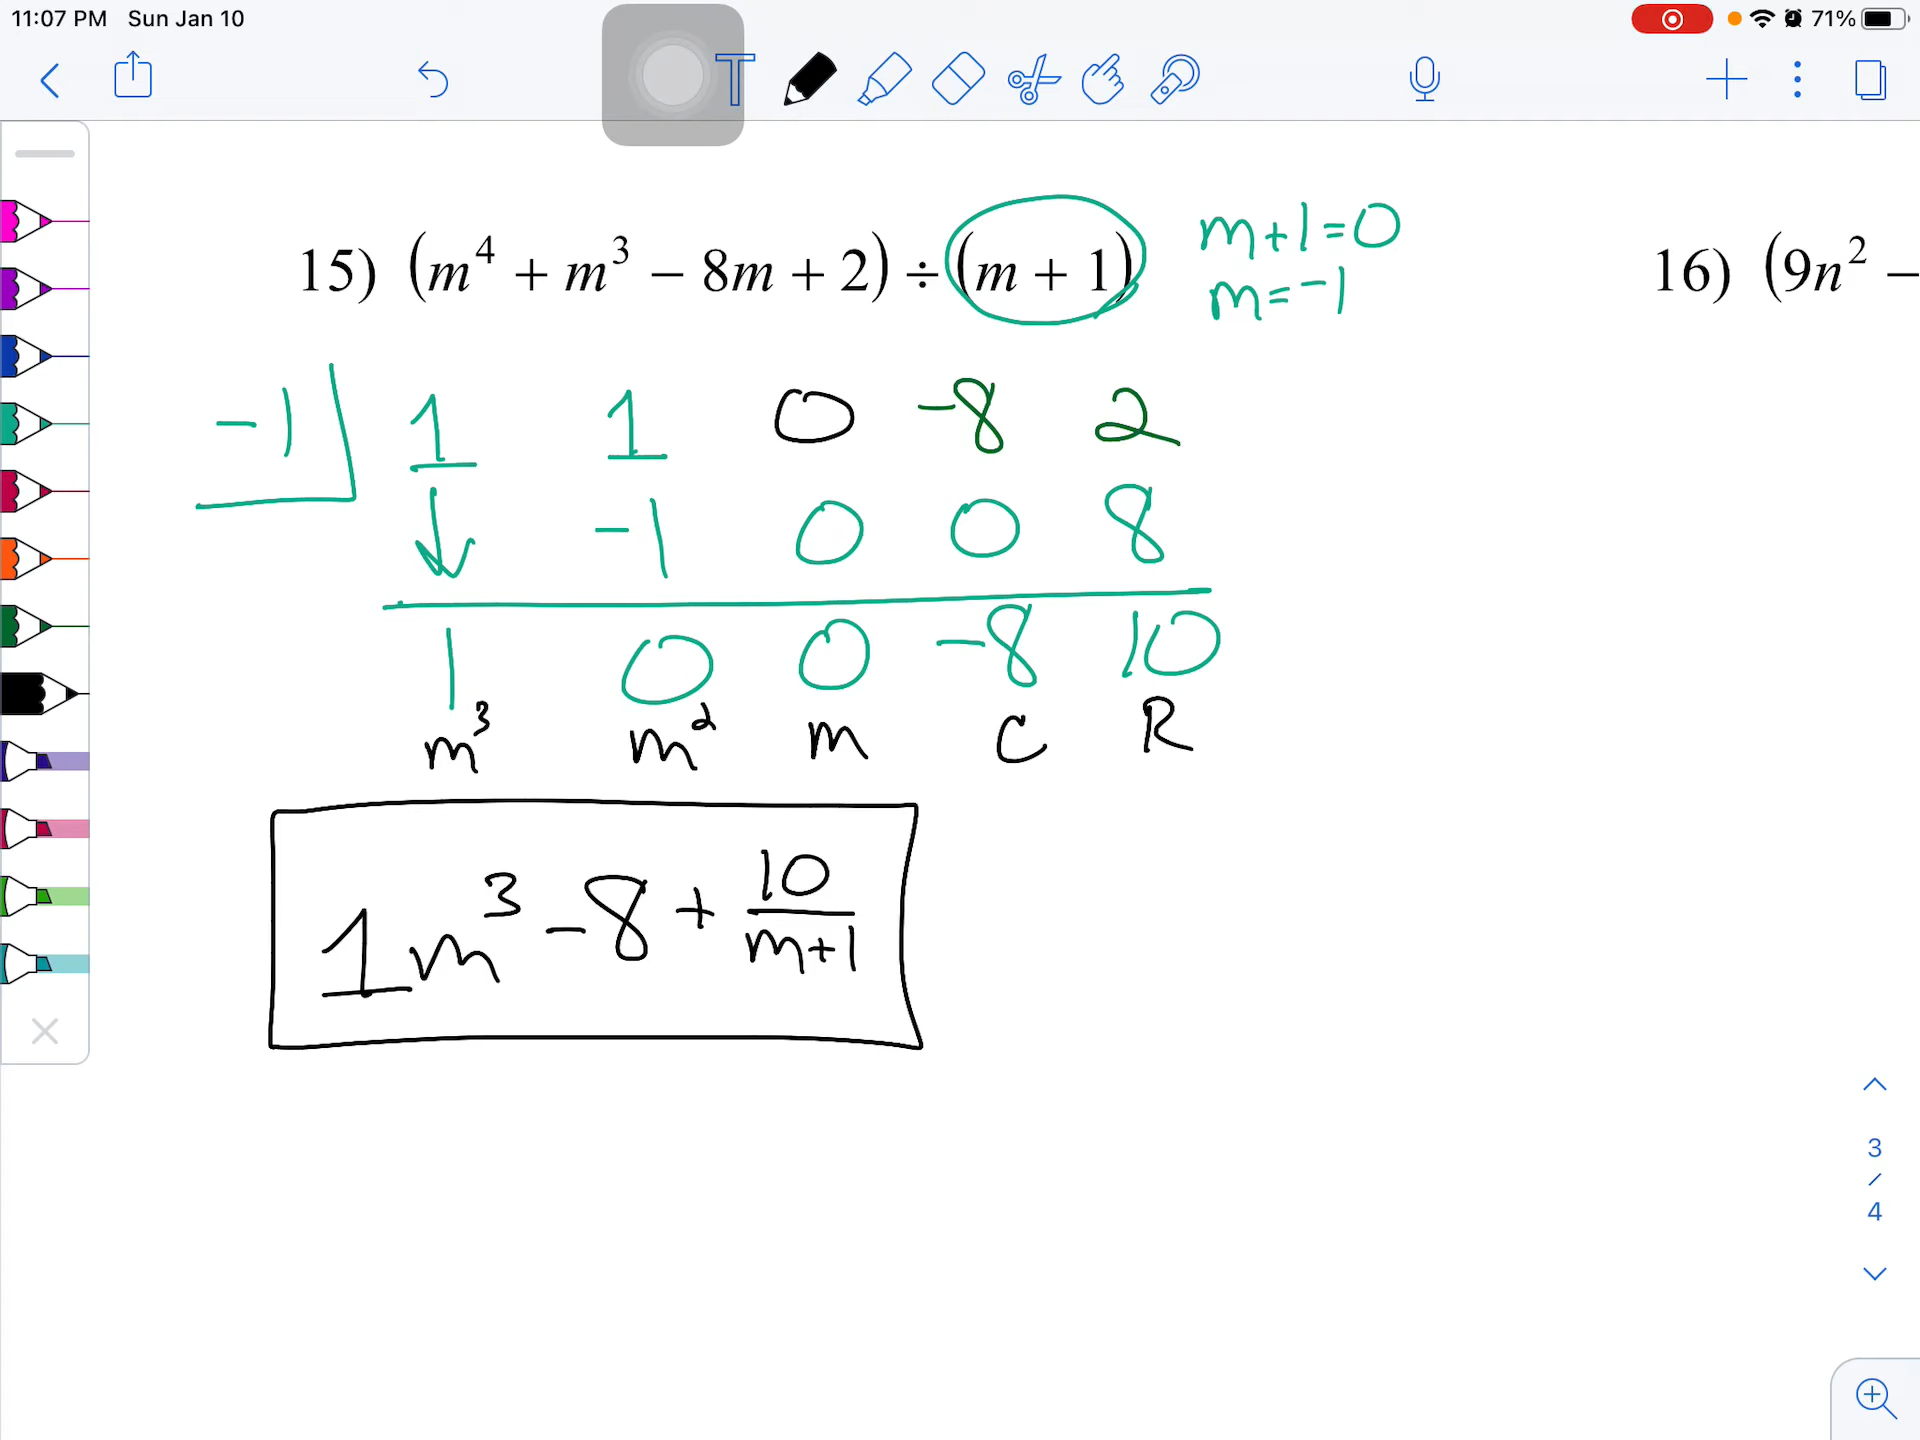 11:07 PM Sun Jan 10 71%
T
15) (m⁴ + m³ − 8m + 2) ÷ (m + 1) m+1=0 16) (9n² −
m=-1
-1 1 1 0 -8 2
-1 0 0 8
1 0 0 -8 10
m³ m² m C R
1m³ -8 + 10/m+1
3
/
4